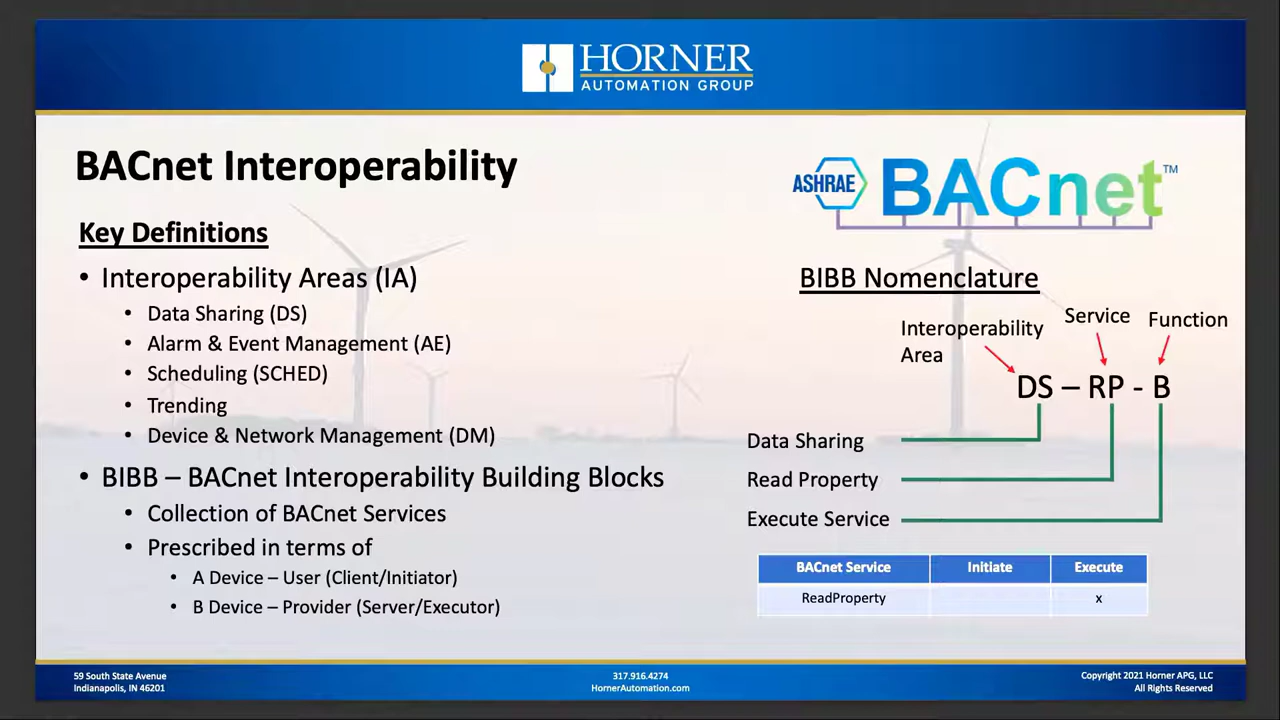 HORNER
AUTOMATION GROUP
BACnet Interoperability
Key Definitions
• Interoperability Areas (IA)
• Data Sharing (DS)
• Alarm & Event Management (AE)
• Scheduling (SCHED)
• Trending
• Device & Network Management (DM)
• BIBB – BACnet Interoperability Building Blocks
• Collection of BACnet Services
• Prescribed in terms of
• A Device – User (Client/Initiator)
• B Device – Provider (Server/Executor)
ASHRAE BACnet™
BIBB Nomenclature
Interoperability
Area
Service
Function
DS – RP - B
Data Sharing
Read Property
Execute Service
BACnet Service Initiate Execute
ReadProperty x
59 South State Avenue
Indianapolis, IN 46201
317.916.4274
HornerAutomation.com
Copyright 2021 Horner APG, LLC
All Rights Reserved